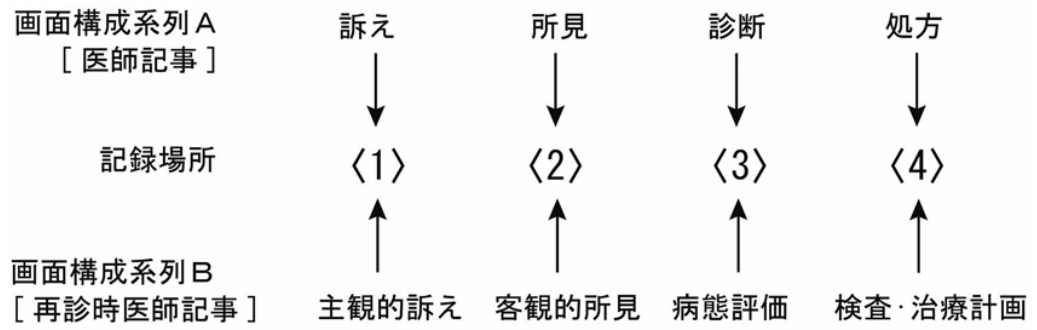 画面構成系列A 訴え 所見 診断 処方
[ 医師記事 ]
記録場所 〈1〉 〈2〉 〈3〉 〈4〉
画面構成系列B
[ 再診時医師記事 ] 主観的訴え 客観的所見 病態評価 検査·治療計画